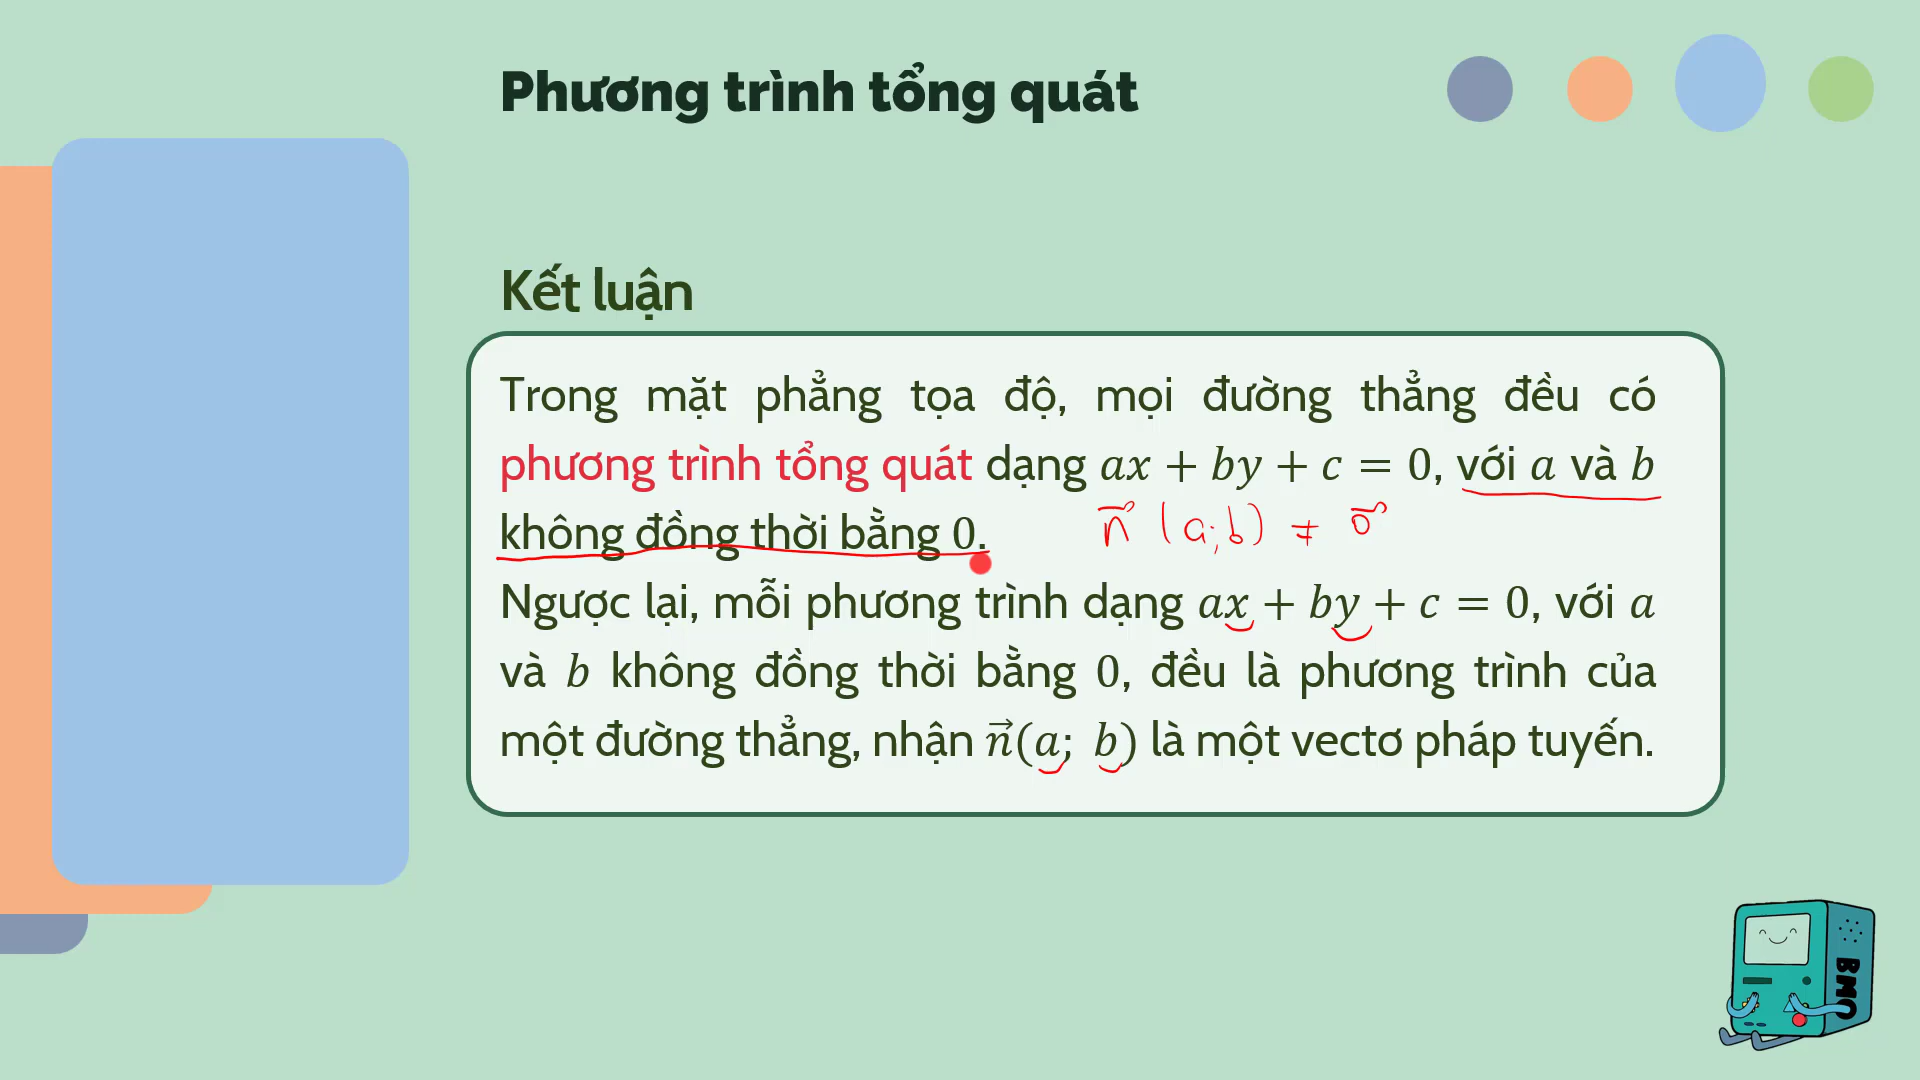 Phương trình tổng quát
Kết luận
Trong mặt phẳng tọa độ, mọi đường thẳng đều có
phương trình tổng quát dạng ax + by + c = 0, với a và b
không đồng thời bằng 0.
n⃗ (a; b) ≠ 0⃗
Ngược lại, mỗi phương trình dạng ax + by + c = 0, với a
và b không đồng thời bằng 0, đều là phương trình của
một đường thẳng, nhận n⃗(a; b) là một vectơ pháp tuyến.
BMO